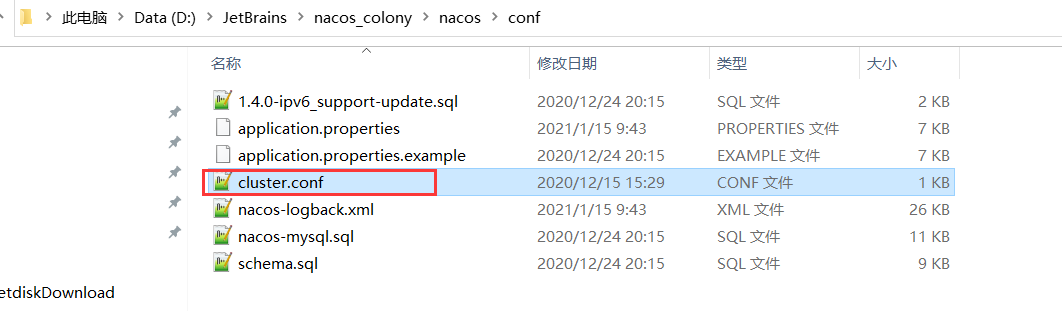 此电脑 > Data (D:) > JetBrains > nacos_colony > nacos > conf
名称 修改日期 类型 大小
1.4.0-ipv6_support-update.sql 2020/12/24 20:15 SQL 文件 2 KB
application.properties 2021/1/15 9:43 PROPERTIES 文件 7 KB
application.properties.example 2020/12/24 20:15 EXAMPLE 文件 7 KB
cluster.conf 2020/12/15 15:29 CONF 文件 1 KB
nacos-logback.xml 2021/1/15 9:43 XML 文件 26 KB
nacos-mysql.sql 2020/12/24 20:15 SQL 文件 11 KB
schema.sql 2020/12/24 20:15 SQL 文件 9 KB
etdiskDownload